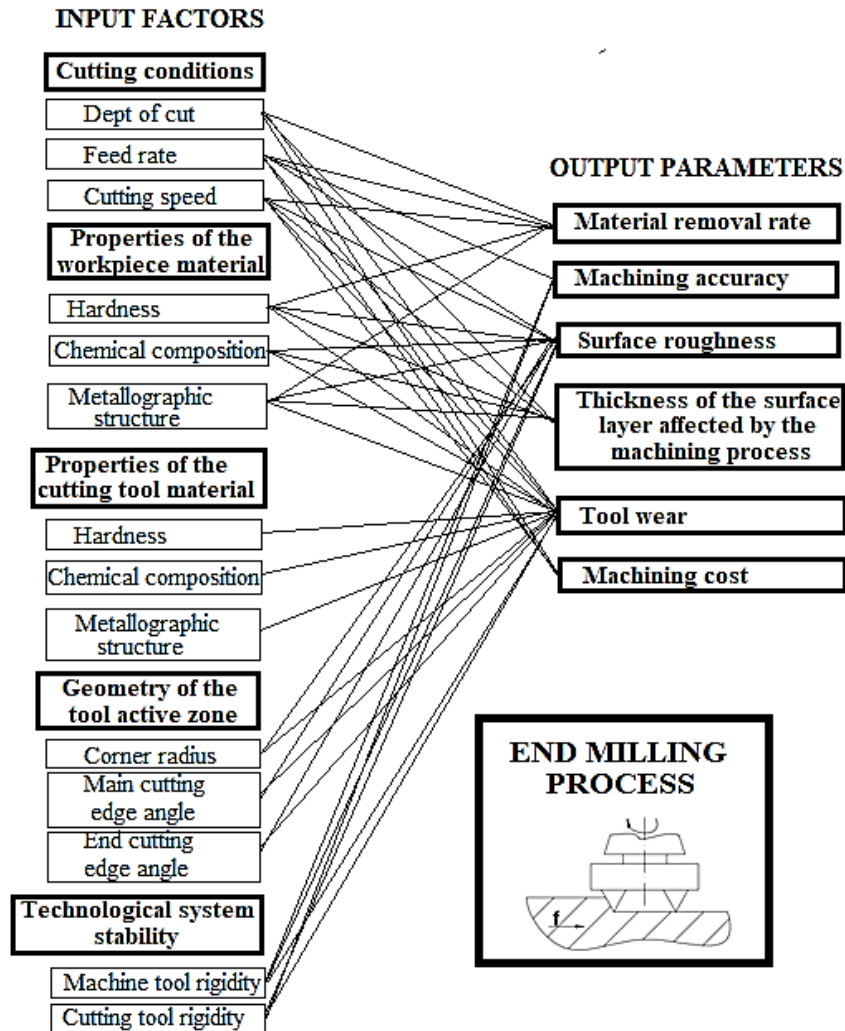 INPUT FACTORS
Cutting conditions
Dept of cut
Feed rate
Cutting speed
Properties of the
workpiece material
Hardness
Chemical composition
Metallographic
structure
Properties of the
cutting tool material
Hardness
Chemical composition
Metallographic
structure
Geometry of the
tool active zone
Corner radius
Main cutting
edge angle
End cutting
edge angle
Technological system
stability
Machine tool rigidity
Cutting tool rigidity
OUTPUT PARAMETERS
Material removal rate
Machining accuracy
Surface roughness
Thickness of the surface
layer affected by the
machining process
Tool wear
Machining cost
END MILLING
PROCESS
f